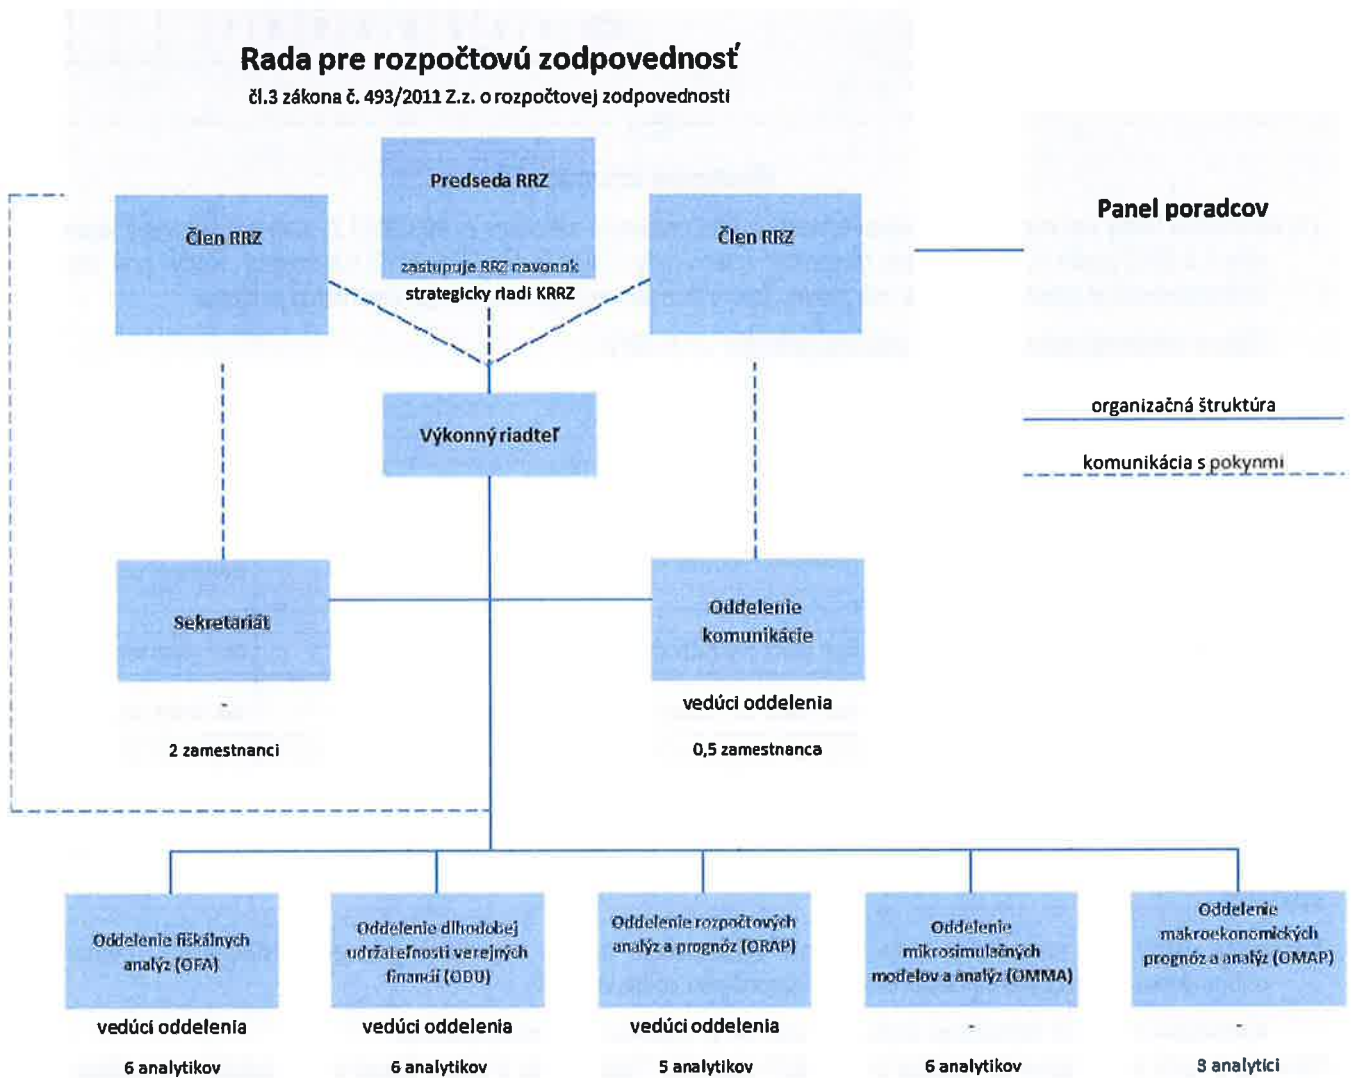 Rada pre rozpočtovú zodpovednosť
čl.3 zákona č. 493/2011 Z.z. o rozpočtovej zodpovednosti
Predseda RRZ
zastupuje RRZ navonok
strategicky riadi KRRZ
Člen RRZ
Člen RRZ
Panel poradcov
organizačná štruktúra
komunikácia s pokynmi
Výkonný riaditeľ
Sekretariát
-
2 zamestnanci
Oddelenie
komunikácie
vedúci oddelenia
0,5 zamestnanca
Oddelenie fiškálnych
analýz (OFA)
vedúci oddelenia
6 analytikov
Oddelenie dlhodobej
udržateľnosti verejných
financií (ODU)
vedúci oddelenia
6 analytikov
Oddelenie rozpočtových
analýz a prognóz (ORAP)
vedúci oddelenia
5 analytikov
Oddelenie
mikrosimulačných
modelov a analýz (OMMA)
-
6 analytikov
Oddelenie
makroekonomických
prognóz a analýz (OMAP)
-
3 analytici